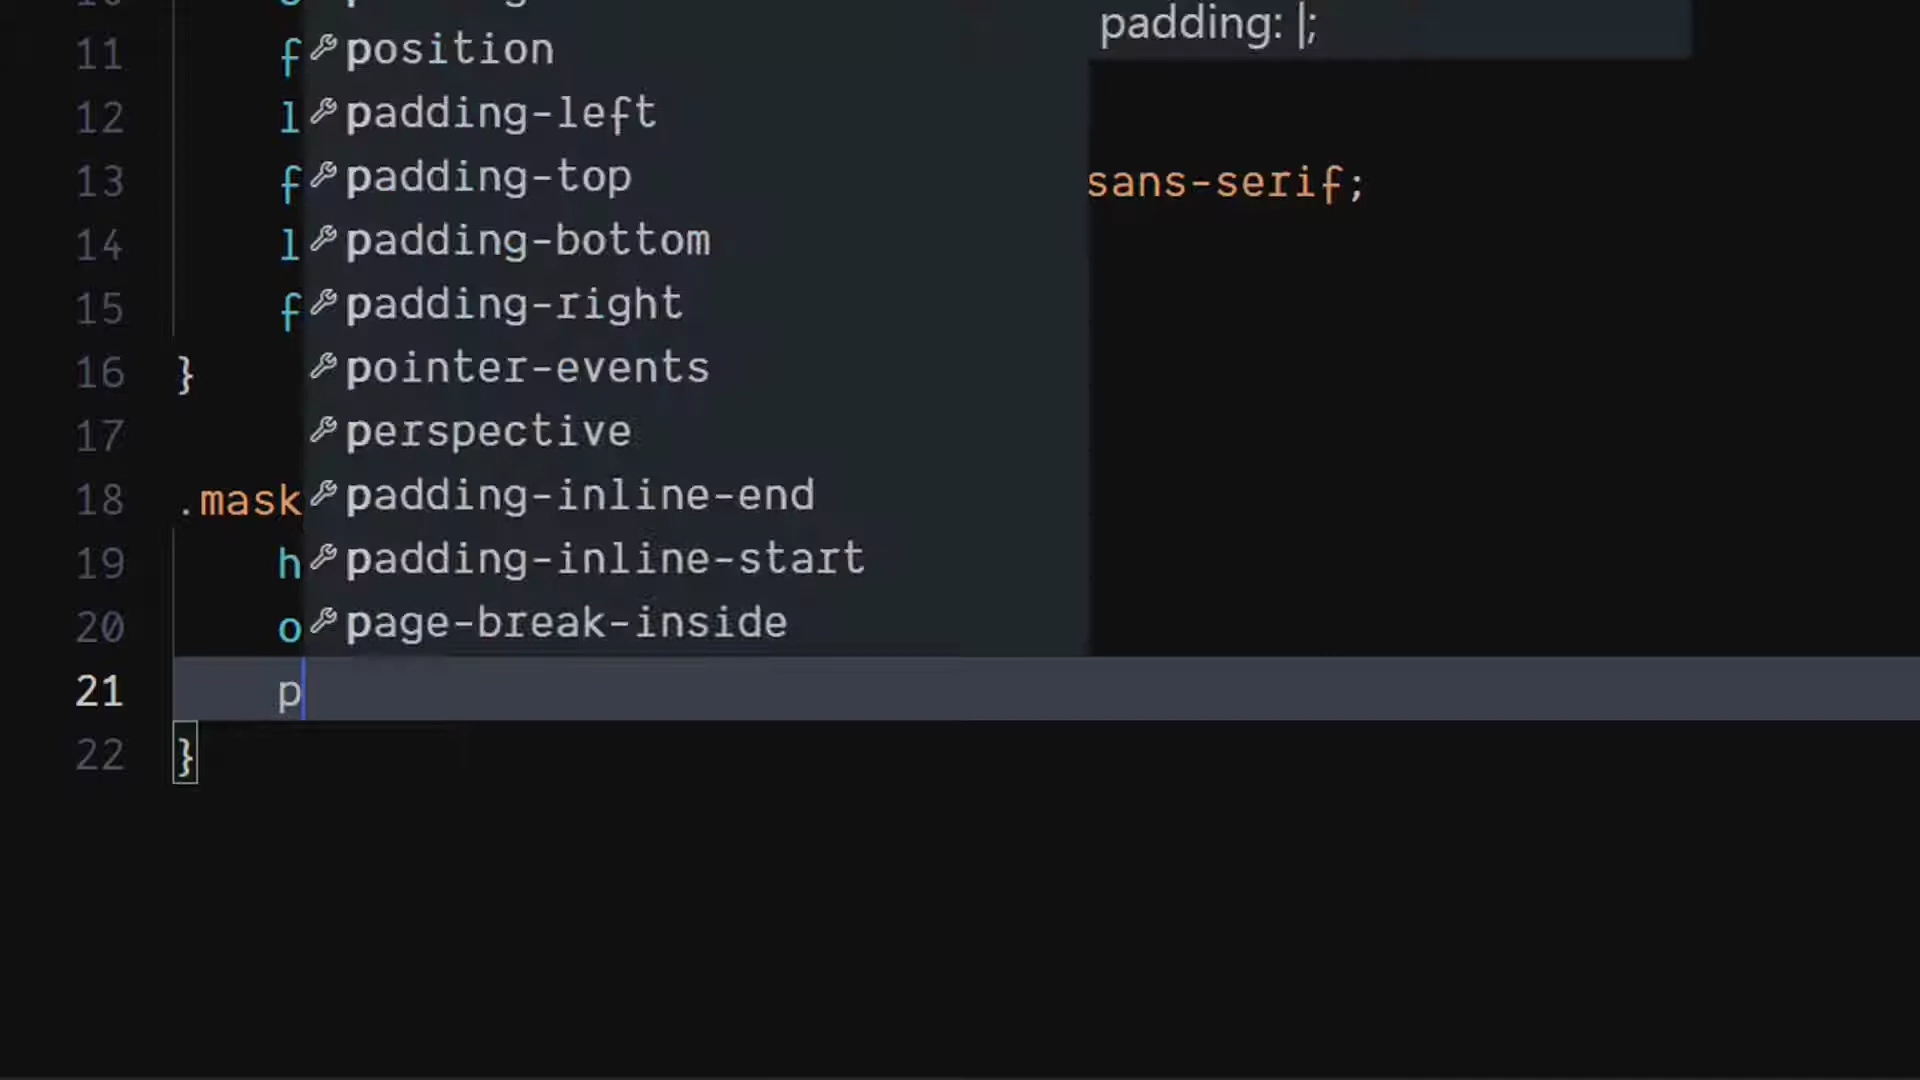 padding: |;
11 f position
12 l padding-left
13 f padding-top sans-serif;
14 l padding-bottom
15 f padding-right
16 } pointer-events
17 perspective
18 .mask padding-inline-end
19 h padding-inline-start
20 o page-break-inside
21 p
22 }